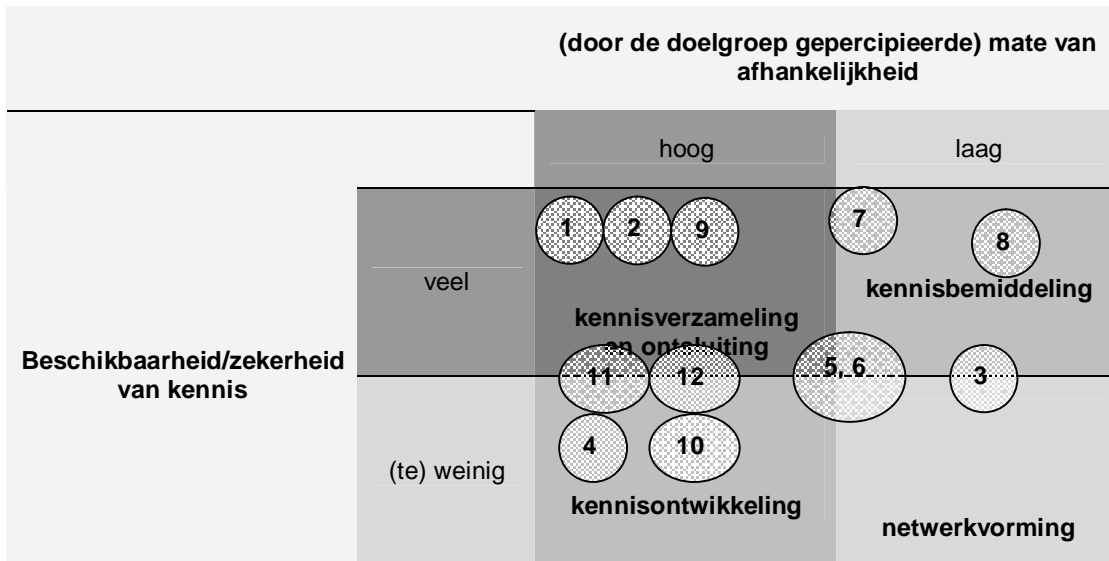 (door de doelgroep gepercipieerde) mate van
afhankelijkheid
hoog
laag
1
2
9
7
8
veel
kennisbemiddeling
kennisverzameling
en ontsluiting
Beschikbaarheid/zekerheid
van kennis
11
12
5, 6
3
4
10
(te) weinig
kennisontwikkeling
netwerkvorming